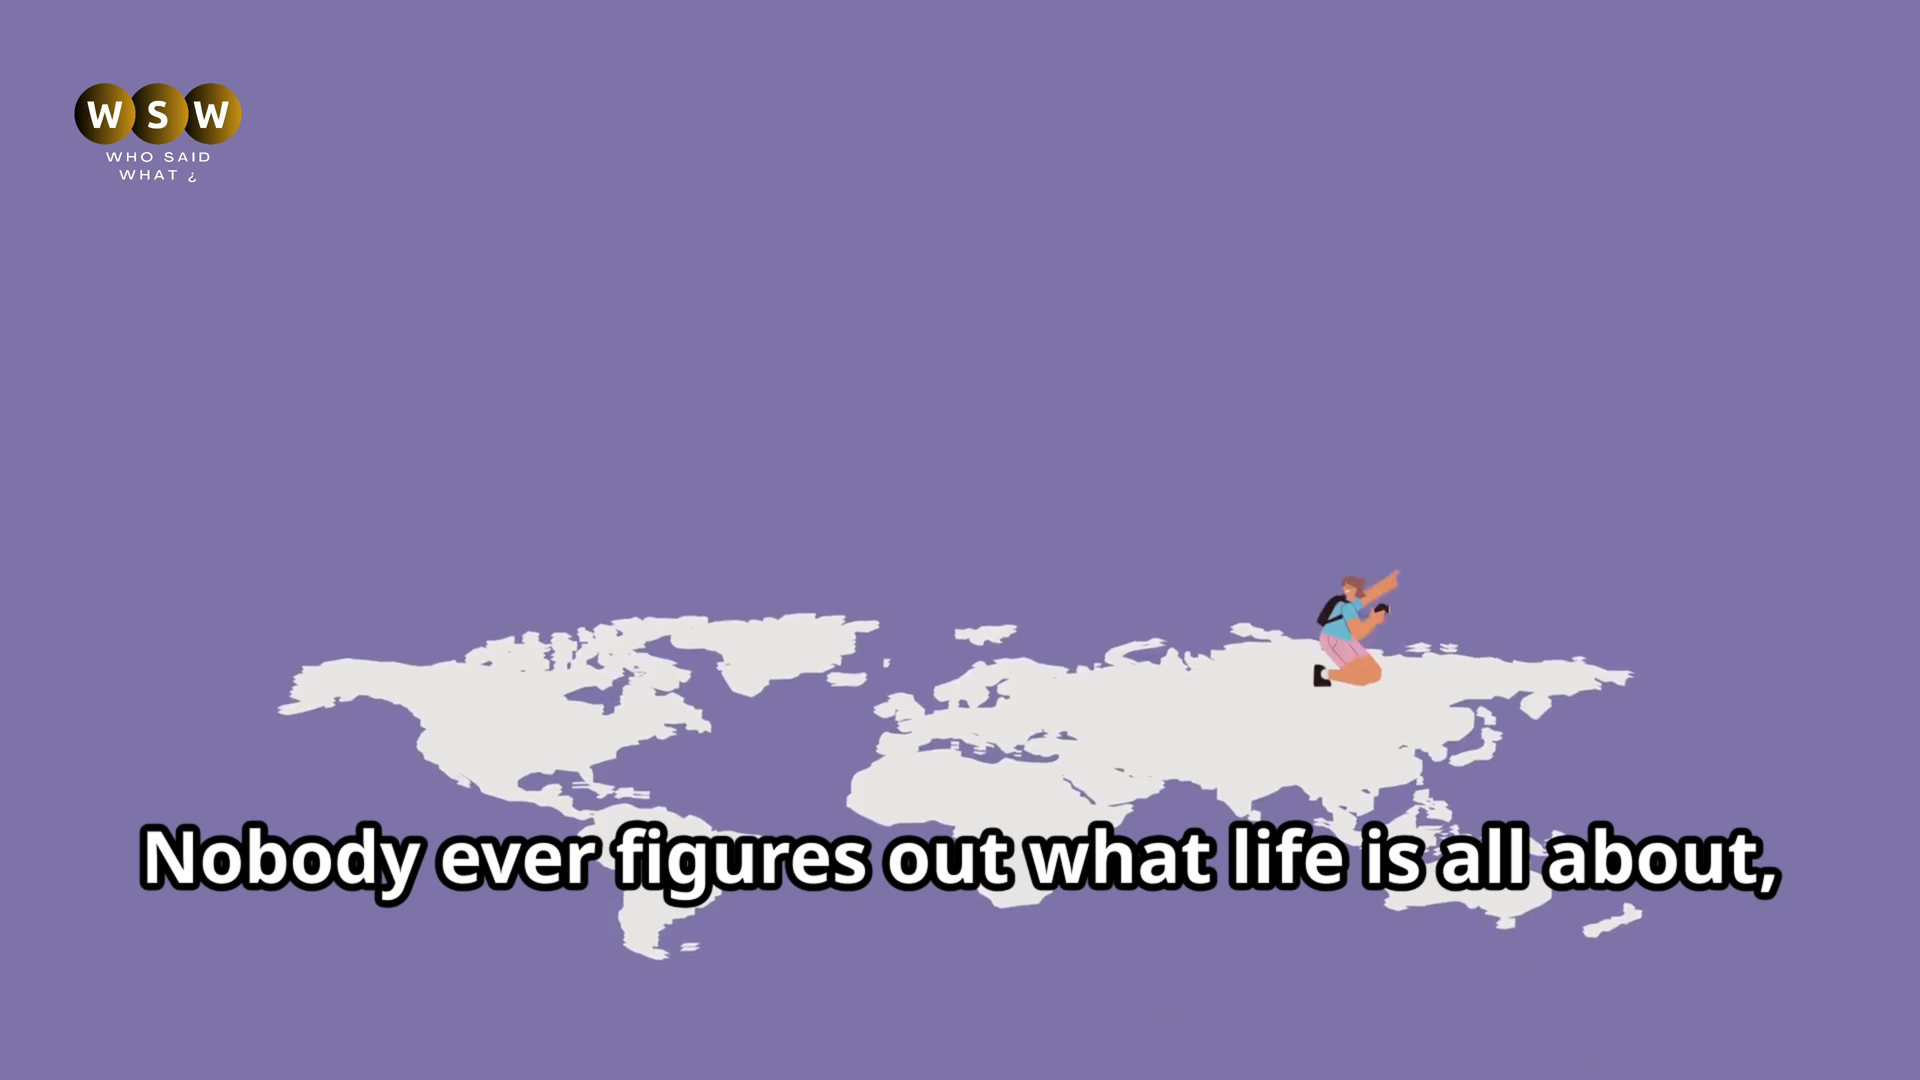 W S W
WHO SAID
WHAT ¿
Nobody ever figures out what life is all about,